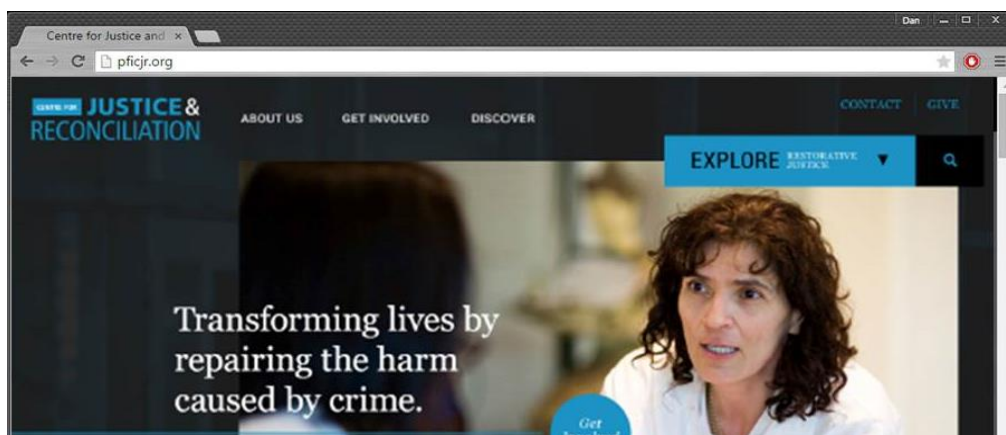 Dan
Centre for Justice and
pficjr.org
CENTRE FOR JUSTICE &
RECONCILIATION
ABOUT US GET INVOLVED DISCOVER
CONTACT GIVE
EXPLORE RESTORATIVE
JUSTICE
Transforming lives by
repairing the harm
caused by crime.
Get